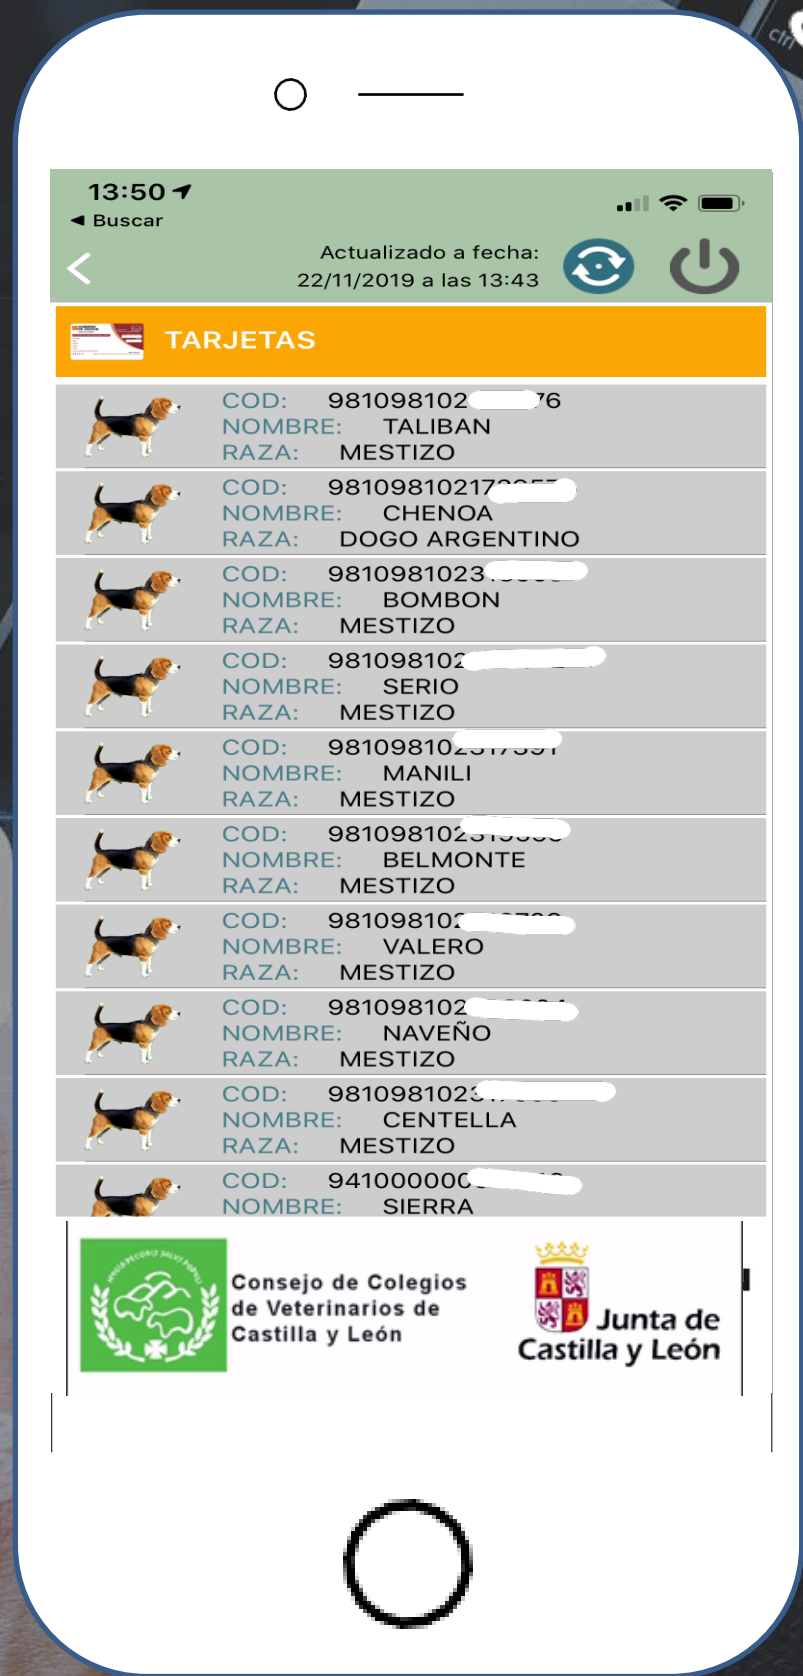 ctrl
13:50
◄ Buscar
Actualizado a fecha:
22/11/2019 a las 13:43
TARJETAS
COD: 981098102 76
NOMBRE: TALIBAN
RAZA: MESTIZO
COD: 98109810217
NOMBRE: CHENOA
RAZA: DOGO ARGENTINO
COD: 9810981023
NOMBRE: BOMBON
RAZA: MESTIZO
COD: 981098102
NOMBRE: SERIO
RAZA: MESTIZO
COD: 981098102
NOMBRE: MANILI
RAZA: MESTIZO
COD: 981098102
NOMBRE: BELMONTE
RAZA: MESTIZO
COD: 981098102
NOMBRE: VALERO
RAZA: MESTIZO
COD: 981098102
NOMBRE: NAVEÑO
RAZA: MESTIZO
COD: 981098102
NOMBRE: CENTELLA
RAZA: MESTIZO
COD: 94100000
NOMBRE: SIERRA
Consejo de Colegios
de Veterinarios de
Castilla y León
Junta de
Castilla y León